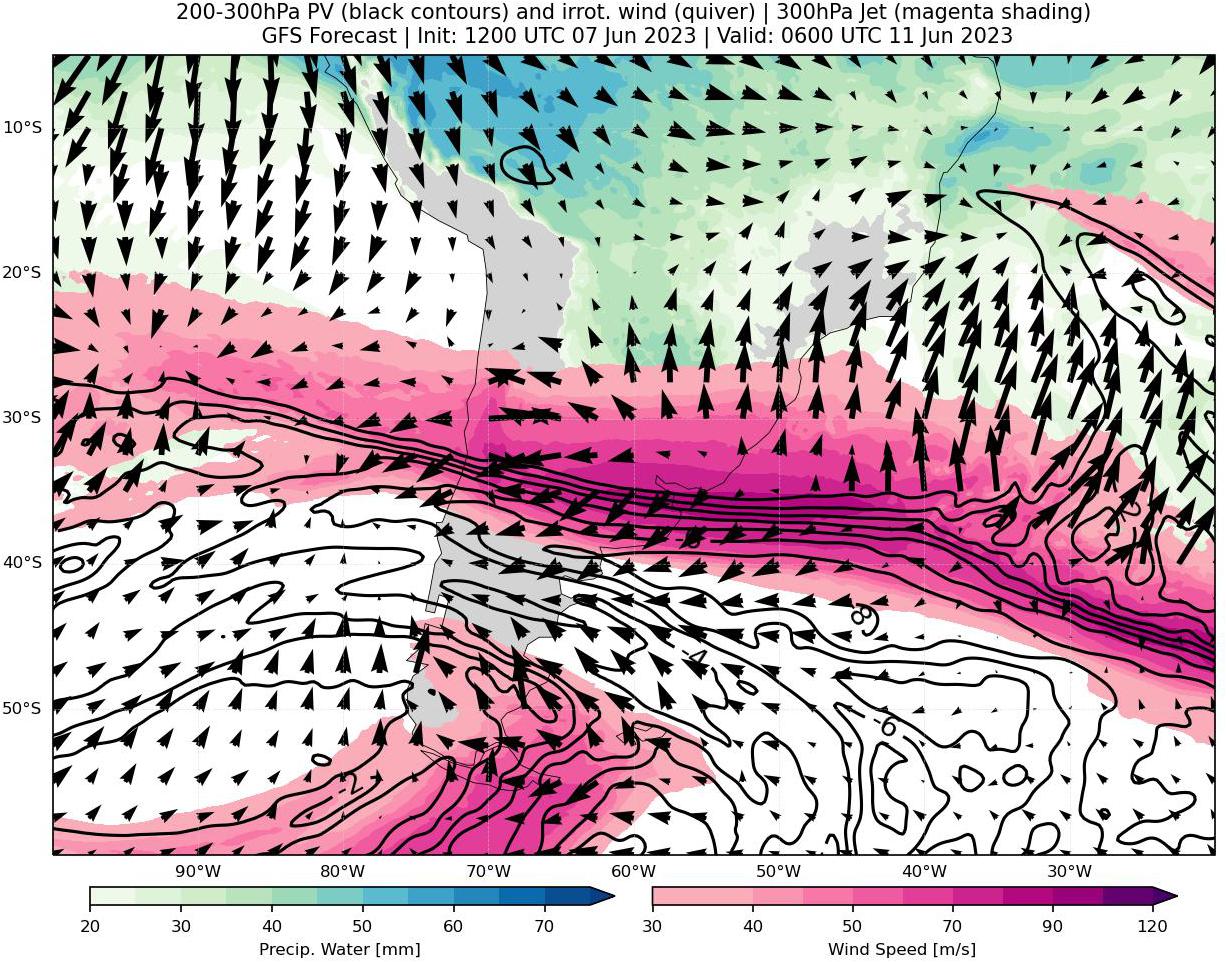 200-300hPa PV (black contours) and irrot. wind (quiver) | 300hPa Jet (magenta shading)
GFS Forecast | Init: 1200 UTC 07 Jun 2023 | Valid: 0600 UTC 11 Jun 2023
10°S
20°S
30°S
40°S
50°S
-2
-8
-4
-6
-2
90°W 80°W 70°W 60°W 50°W 40°W 30°W
20 30 40 50 60 70
Precip. Water [mm]
30 40 50 70 90 120
Wind Speed [m/s]